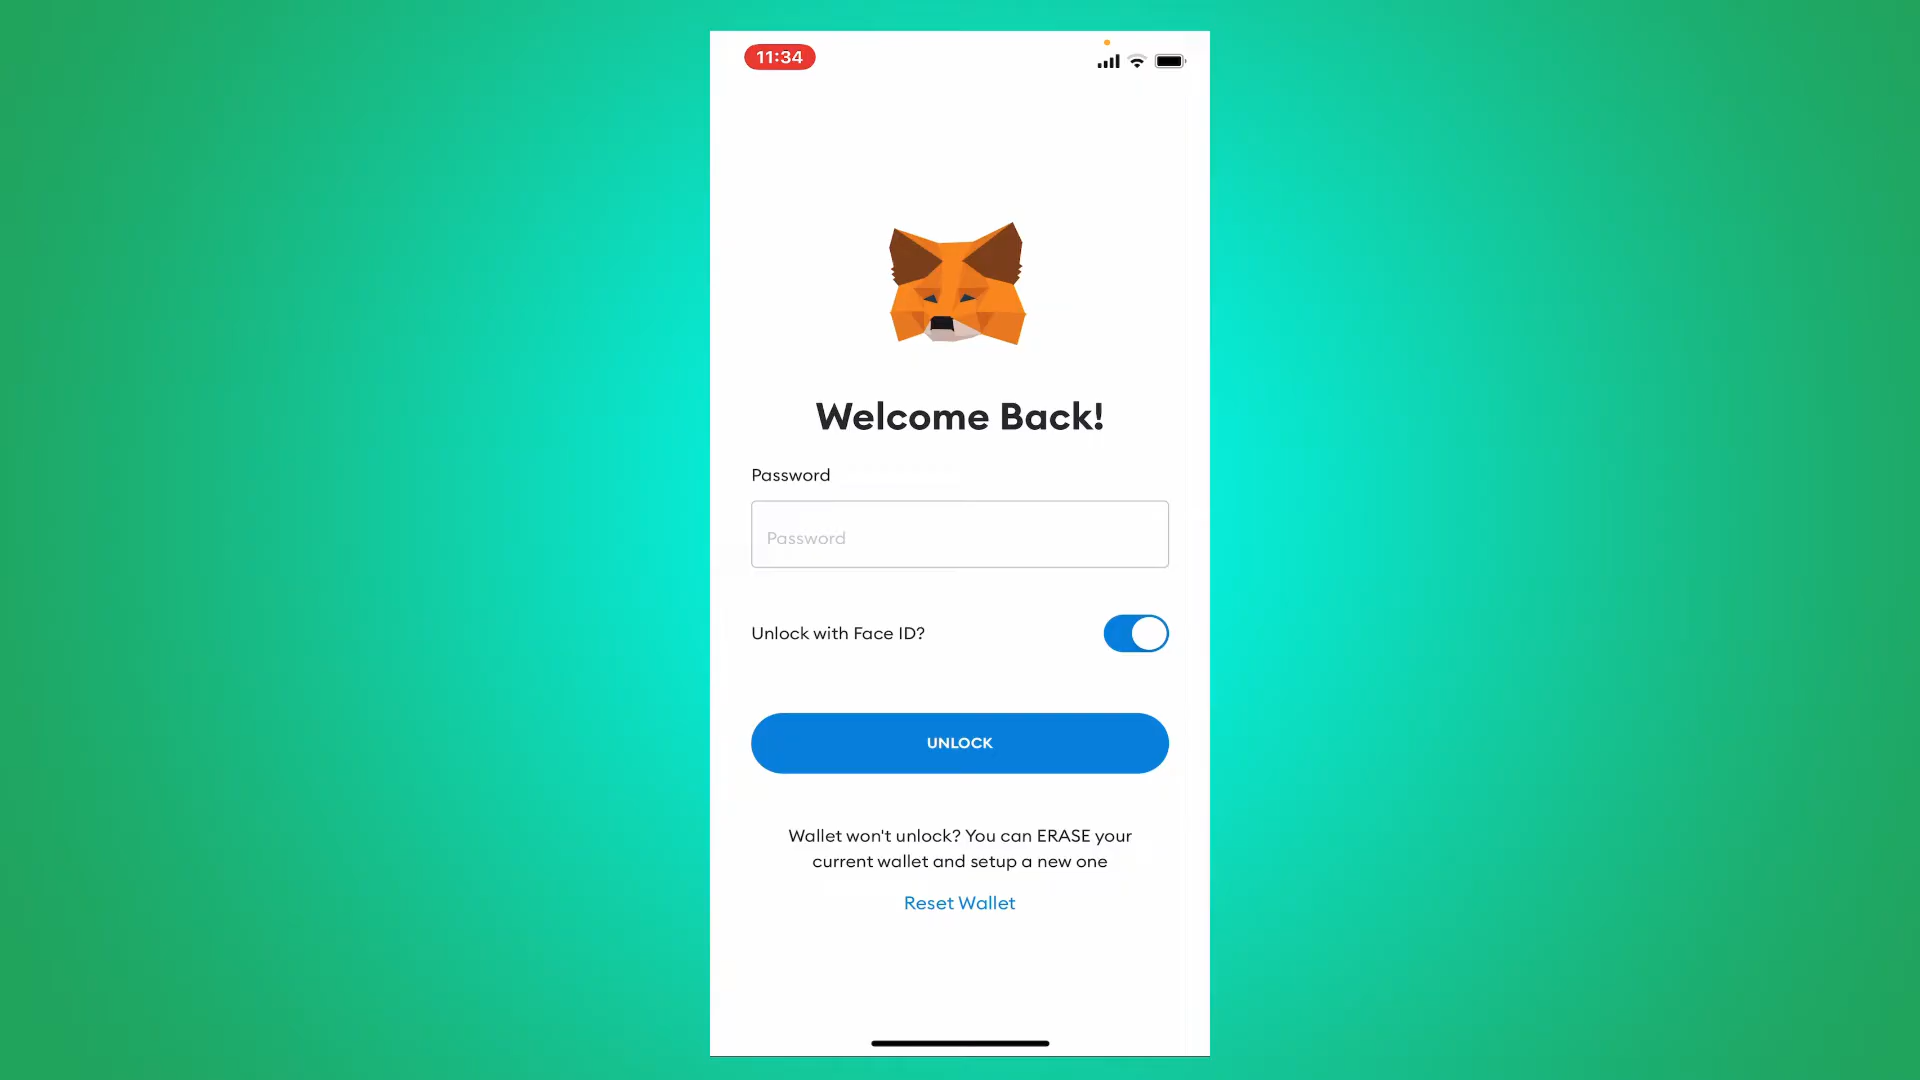 11:34
Welcome Back!
Password
Password
Unlock with Face ID?
UNLOCK
Wallet won't unlock? You can ERASE your
current wallet and setup a new one
Reset Wallet